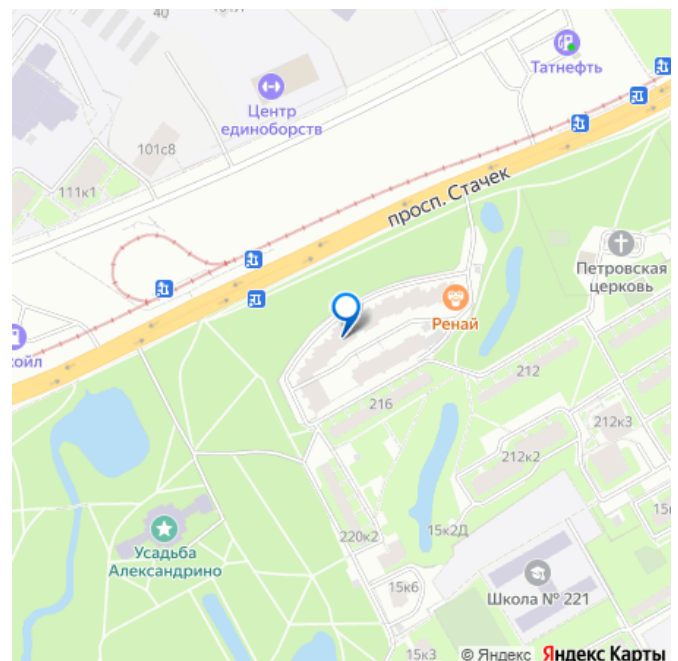 40
Татнефть
Центр
единоборств
101с8
111к1
просп. Стачек
Петровская
церковь
Ренай
ойл
212
216
212к3
212к2
Усадьба
Александрино
220к2
15к2Д
15к6
Школа № 221
15к3
© Яндекс Яндекс Карты